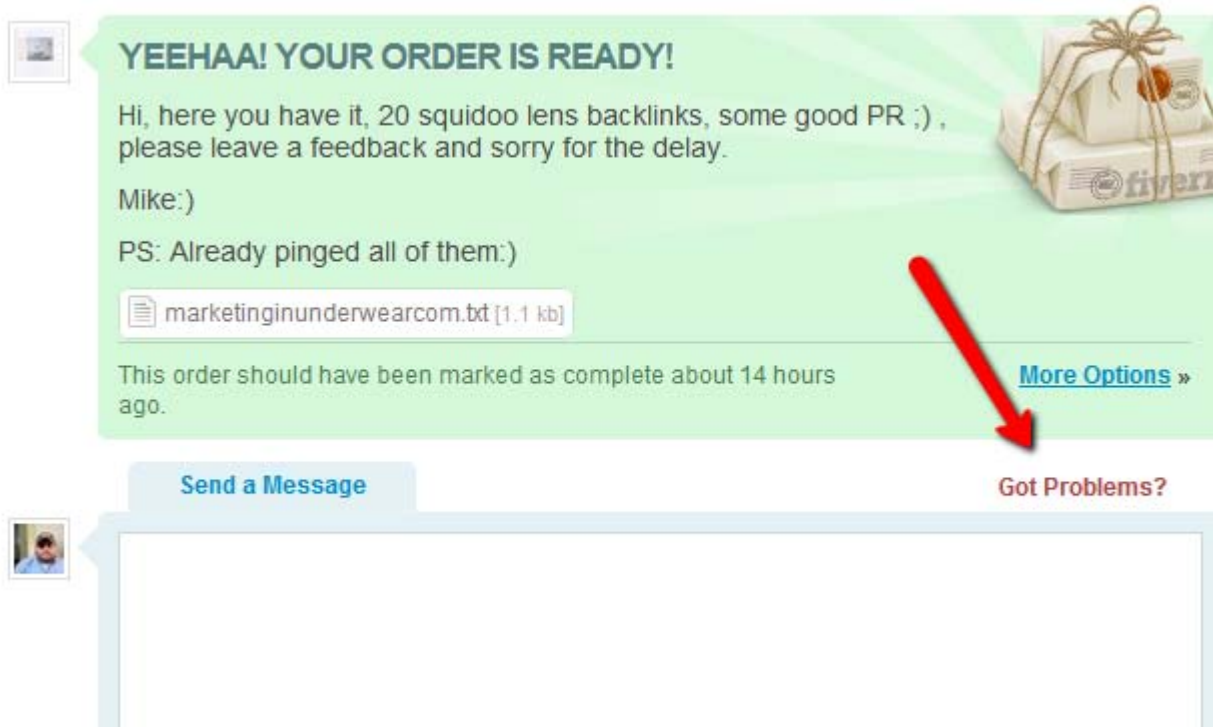 YEEHAA! YOUR ORDER IS READY!
Hi, here you have it, 20 squidoo lens backlinks, some good PR ;) ,
please leave a feedback and sorry for the delay.
Mike:)
PS: Already pinged all of them:)
fiverr
marketinginunderwearcom.txt [1.1 kb]
This order should have been marked as complete about 14 hours
ago.
More Options »
Send a Message
Got Problems?